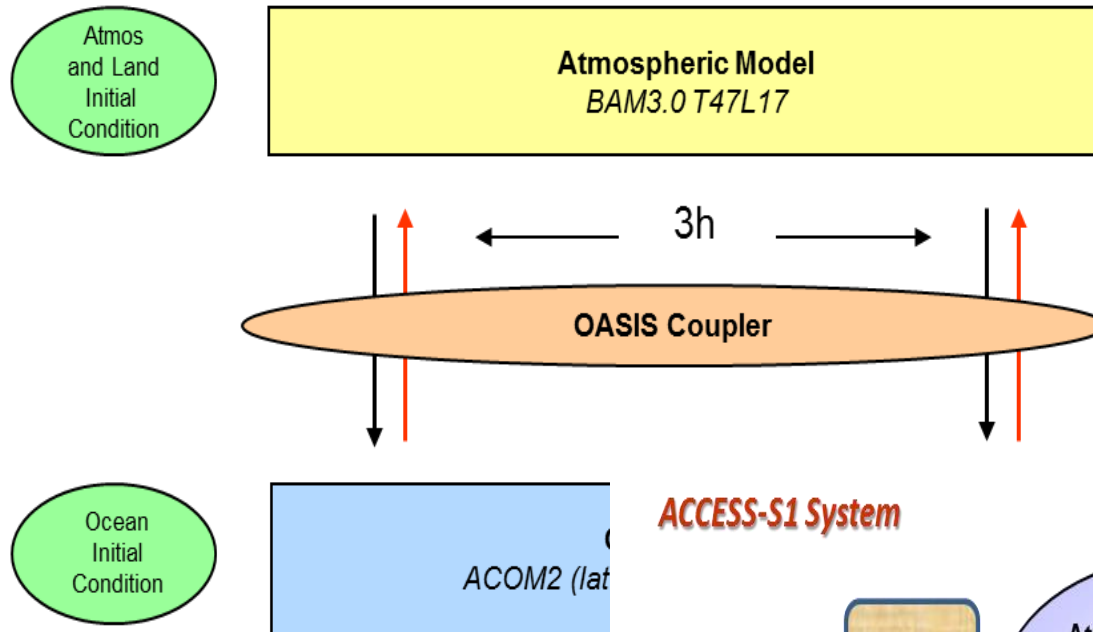 Atmos
and Land
Initial
Condition
Atmospheric Model
BAM3.0 T47L17
3h
OASIS Coupler
Ocean
Initial
Condition
ACOM2 (lat
ACCESS-S1 System